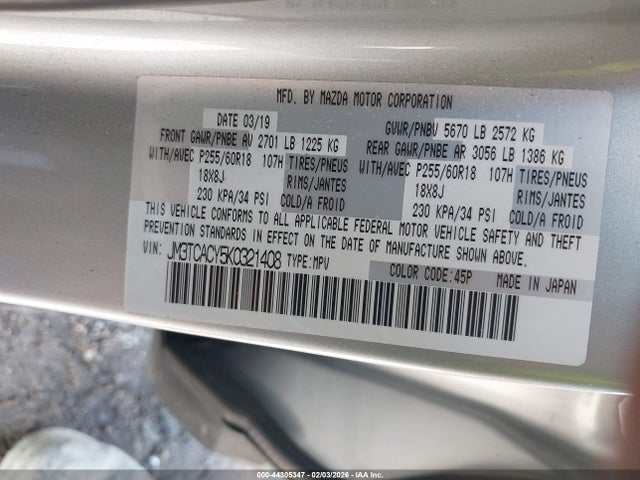 MFD. BY MAZDA MOTOR CORPORATION
DATE 03/19 GVWR/PNBV 5670 LB 2572 KG
FRONT GAWR/PNBE AV 2701 LB 1225 KG REAR GAWR/PNBE AR 3056 LB 1386 KG
WITH/AVEC P255/60R18 107H TIRES/PNEUS WITH/AVEC P255/60R18 107H TIRES/PNEUS
18X8J RIMS/JANTES 18X8J RIMS/JANTES
230 KPA/34 PSI COLD/A FROID 230 KPA/34 PSI COLD/A FROID
THIS VEHICLE CONFORMS TO ALL APPLICABLE FEDERAL MOTOR VEHICLE SAFETY AND THEFT
PREVENTION STANDARDS IN EFFECT ON THE DATE OF MANUFACTURE SHOWN ABOVE.
VIN: JM3TCACY5K0321408 TYPE:MPV
COLOR CODE:45P MADE IN JAPAN
000-44305347 - 02/03/2026 - IAA Inc.